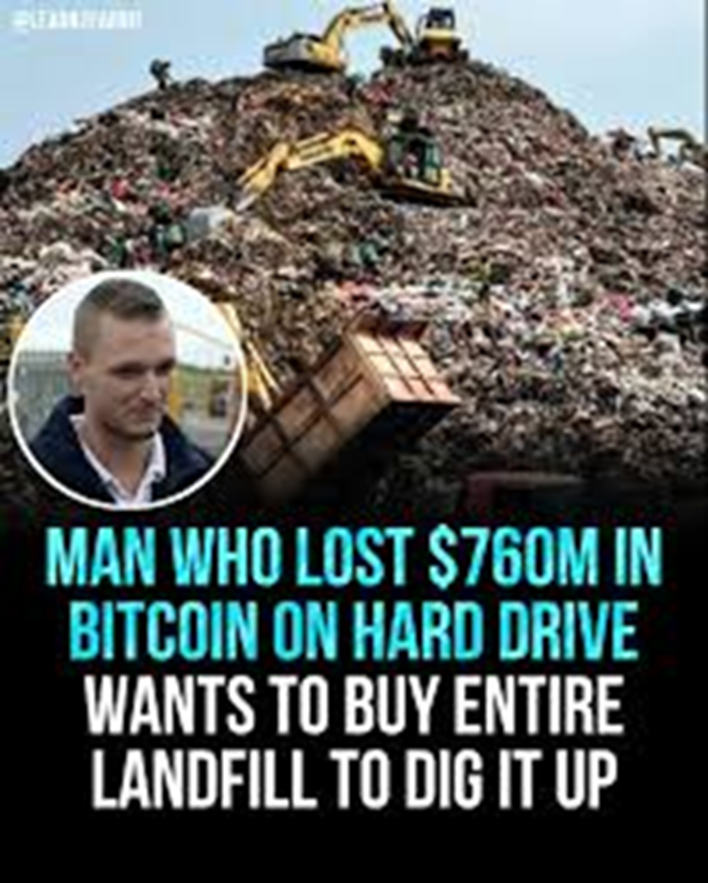 MAN WHO LOST $760M IN
BITCOIN ON HARD DRIVE
WANTS TO BUY ENTIRE
LANDFILL TO DIG IT UP